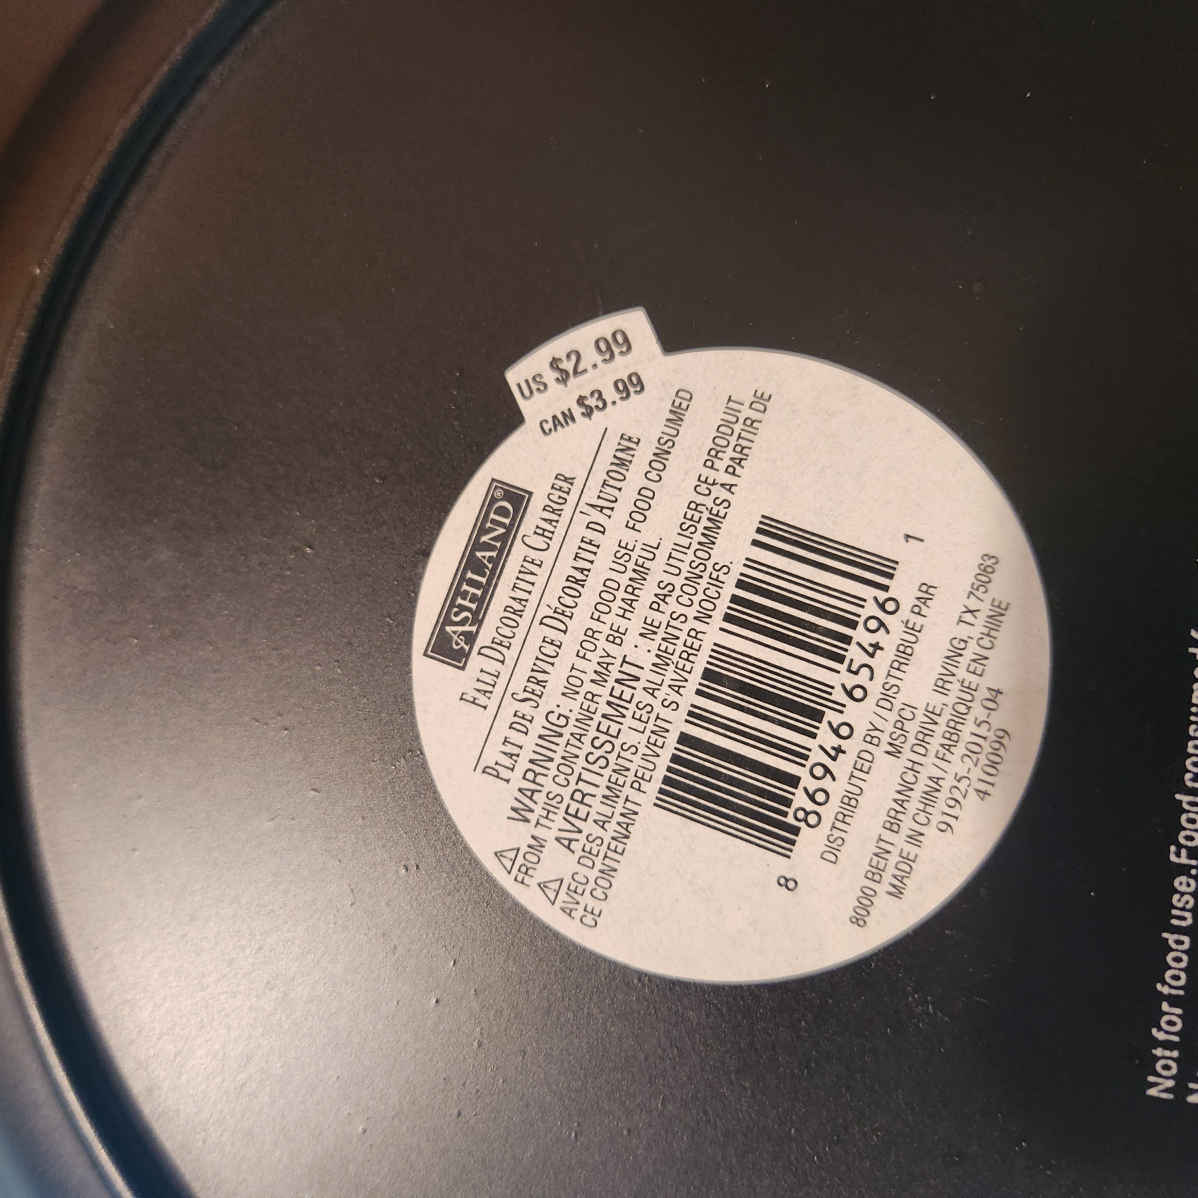 US $2.99
CAN $3.99
ASHLAND®
FALL DECORATIVE CHARGER
PLAT DE SERVICE DÉCORATIF D'AUTOMNE
⚠ WARNING: NOT FOR FOOD USE. FOOD CONSUMED
FROM THIS CONTAINER MAY BE HARMFUL.
⚠ AVERTISSEMENT : NE PAS UTILISER CE PRODUIT
AVEC DES ALIMENTS. LES ALIMENTS CONSOMMÉS À PARTIR DE
CE CONTENANT PEUVENT S'AVÉRER NOCIFS.
8 86946 65496 1
DISTRIBUTED BY / DISTRIBUÉ PAR
MSPCI
8000 BENT BRANCH DRIVE, IRVING, TX 75063
MADE IN CHINA / FABRIQUÉ EN CHINE
91925-2015-04
410099
Not for food use. Food consumed